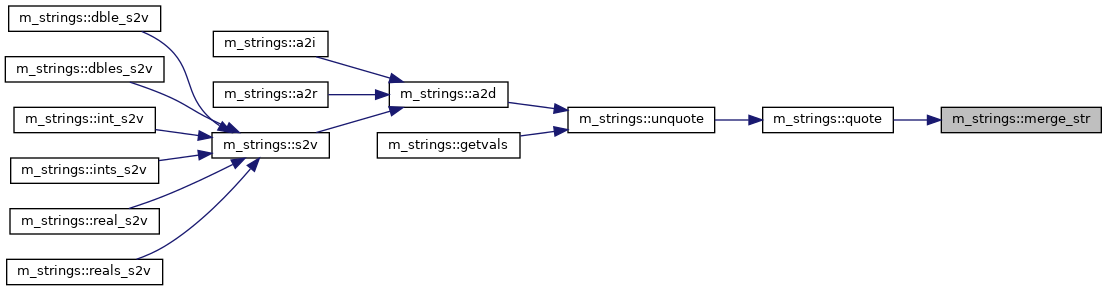 m_strings::dble_s2v
m_strings::dbles_s2v
m_strings::int_s2v
m_strings::ints_s2v
m_strings::real_s2v
m_strings::reals_s2v
m_strings::a2i
m_strings::a2r
m_strings::s2v
m_strings::a2d
m_strings::getvals
m_strings::unquote
m_strings::quote
m_strings::merge_str